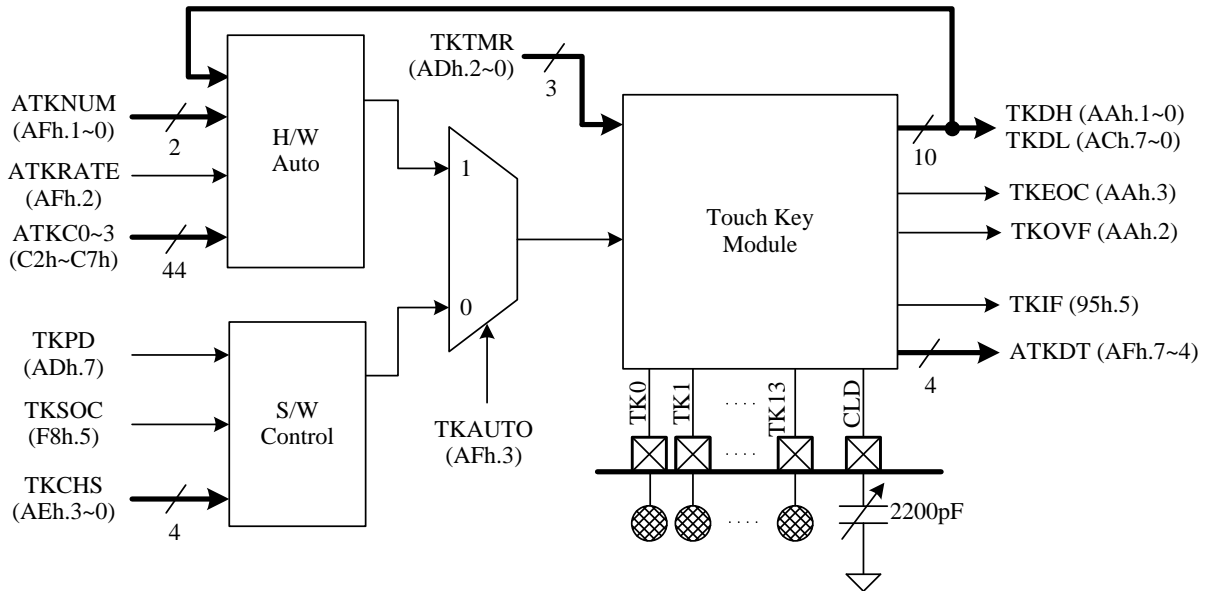 TKTMR
(ADh.2~0)
3
ATKNUM
(AFh.1~0)
2
ATKRATE
(AFh.2)
ATKC0~3
(C2h~C7h)
44
H/W
Auto
1
0
TKAUTO
(AFh.3)
TKPD
(ADh.7)
TKSOC
(F8h.5)
TKCHS
(AEh.3~0)
4
S/W
Control
Touch Key
Module
10
TKDH (AAh.1~0)
TKDL (ACh.7~0)
TKEOC (AAh.3)
TKOVF (AAh.2)
TKIF (95h.5)
ATKDT (AFh.7~4)
4
TK0
TK1
....
TK13
CLD
....
....
2200pF